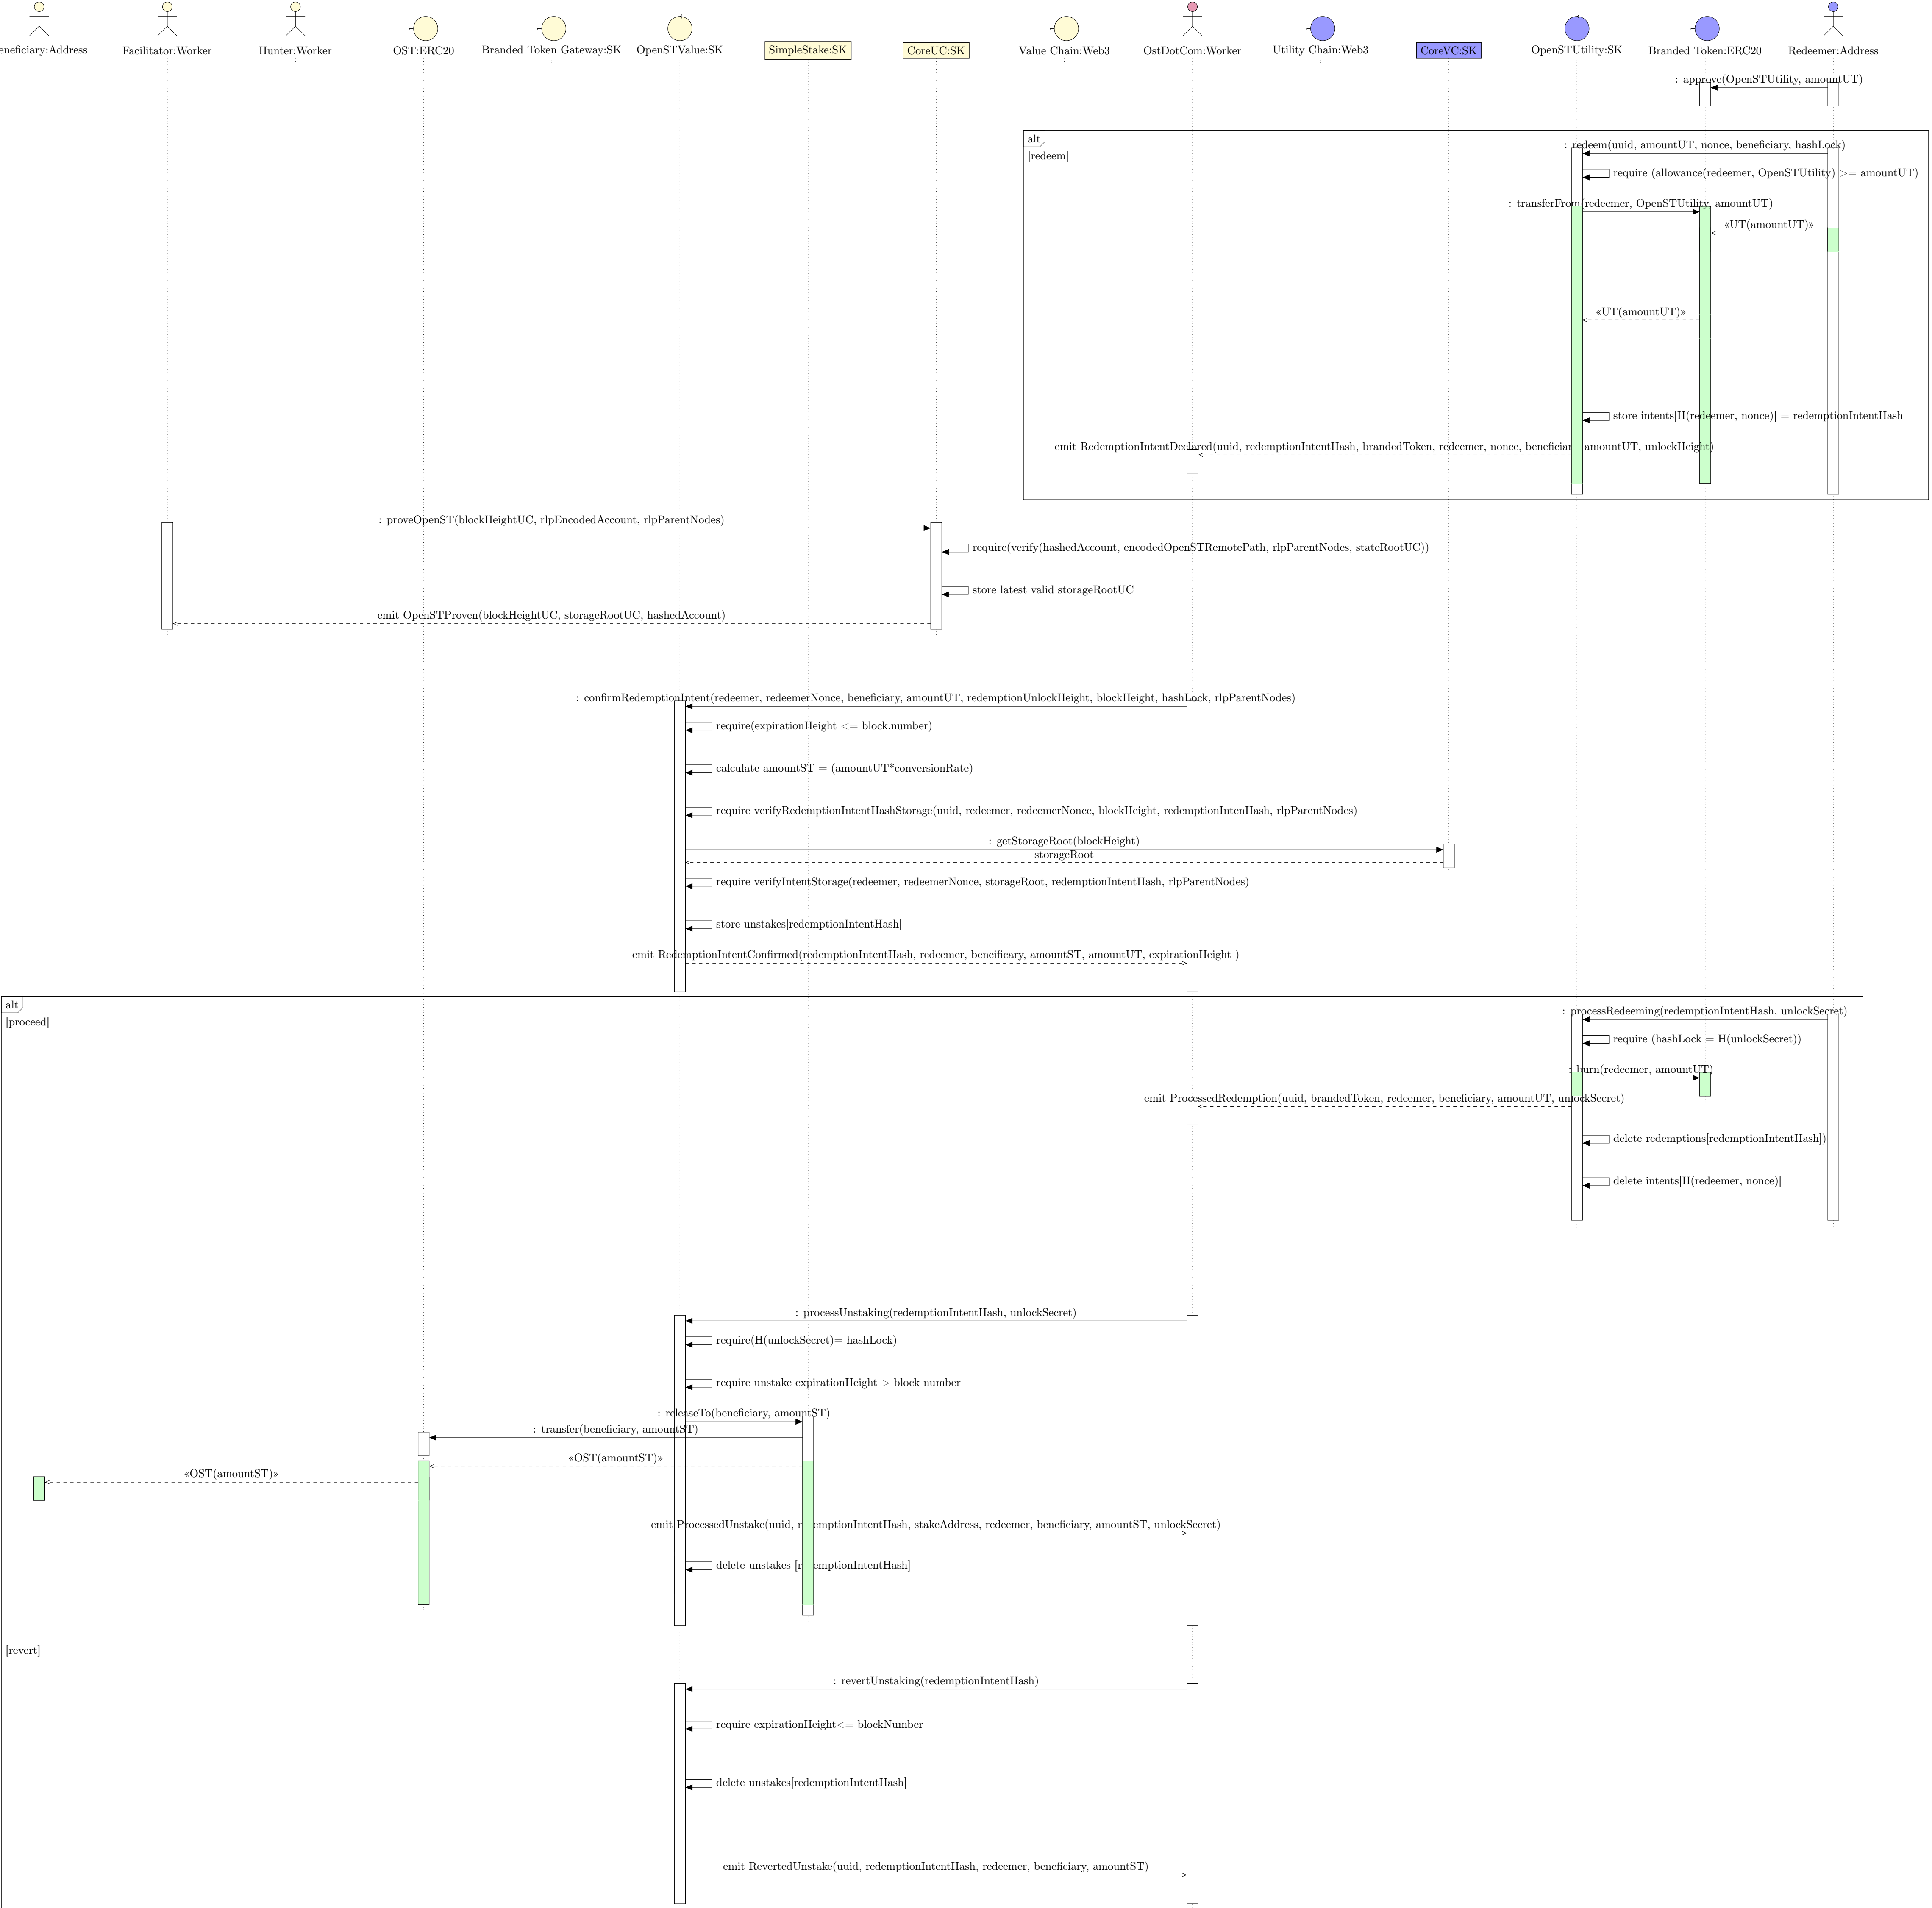 eneficiary:Address
Facilitator:Worker
Hunter:Worker
OST:ERC20
Branded Token Gateway:SK
OpenSTValue:SK
SimpleStake:SK
CoreUC:SK
Value Chain:Web3
OstDotCom:Worker
Utility Chain:Web3
CoreVC:SK
OpenSTUtility:SK
Branded Token:ERC20
Redeemer:Address
: approve(OpenSTUtility, amountUT)
alt
[redeem]
: redeem(uuid, amountUT, nonce, beneficiary, hashLock)
require (allowance(redeemer, OpenSTUtility) >= amountUT)
: transferFrom(redeemer, OpenSTUtility, amountUT)
«UT(amountUT)»
«UT(amountUT)»
store intents[H(redeemer, nonce)] = redemptionIntentHash
emit RedemptionIntentDeclared(uuid, redemptionIntentHash, brandedToken, redeemer, nonce, beneficiary, amountUT, unlockHeight)
: proveOpenST(blockHeightUC, rlpEncodedAccount, rlpParentNodes)
require(verify(hashedAccount, encodedOpenSTRemotePath, rlpParentNodes, stateRootUC))
store latest valid storageRootUC
emit OpenSTProven(blockHeightUC, storageRootUC, hashedAccount)
: confirmRedemptionIntent(redeemer, redeemerNonce, beneficiary, amountUT, redemptionUnlockHeight, blockHeight, hashLock, rlpParentNodes)
require(expirationHeight <= block.number)
calculate amountST = (amountUT*conversionRate)
require verifyRedemptionIntentHashStorage(uuid, redeemer, redeemerNonce, blockHeight, redemptionIntenHash, rlpParentNodes)
: getStorageRoot(blockHeight)
storageRoot
require verifyIntentStorage(redeemer, redeemerNonce, storageRoot, redemptionIntentHash, rlpParentNodes)
store unstakes[redemptionIntentHash]
emit RedemptionIntentConfirmed(redemptionIntentHash, redeemer, beneificary, amountST, amountUT, expirationHeight )
alt
[proceed]
: processRedeeming(redemptionIntentHash, unlockSecret)
require (hashLock = H(unlockSecret))
: burn(redeemer, amountUT)
emit ProcessedRedemption(uuid, brandedToken, redeemer, beneficiary, amountUT, unlockSecret)
delete redemptions[redemptionIntentHash])
delete intents[H(redeemer, nonce)]
: processUnstaking(redemptionIntentHash, unlockSecret)
require(H(unlockSecret)= hashLock)
require unstake expirationHeight > block number
: releaseTo(beneficiary, amountST)
: transfer(beneficiary, amountST)
«OST(amountST)»
«OST(amountST)»
emit ProcessedUnstake(uuid, redemptionIntentHash, stakeAddress, redeemer, beneficiary, amountST, unlockSecret)
delete unstakes [redemptionIntentHash]
[revert]
: revertUnstaking(redemptionIntentHash)
require expirationHeight<= blockNumber
delete unstakes[redemptionIntentHash]
emit RevertedUnstake(uuid, redemptionIntentHash, redeemer, beneficiary, amountST)